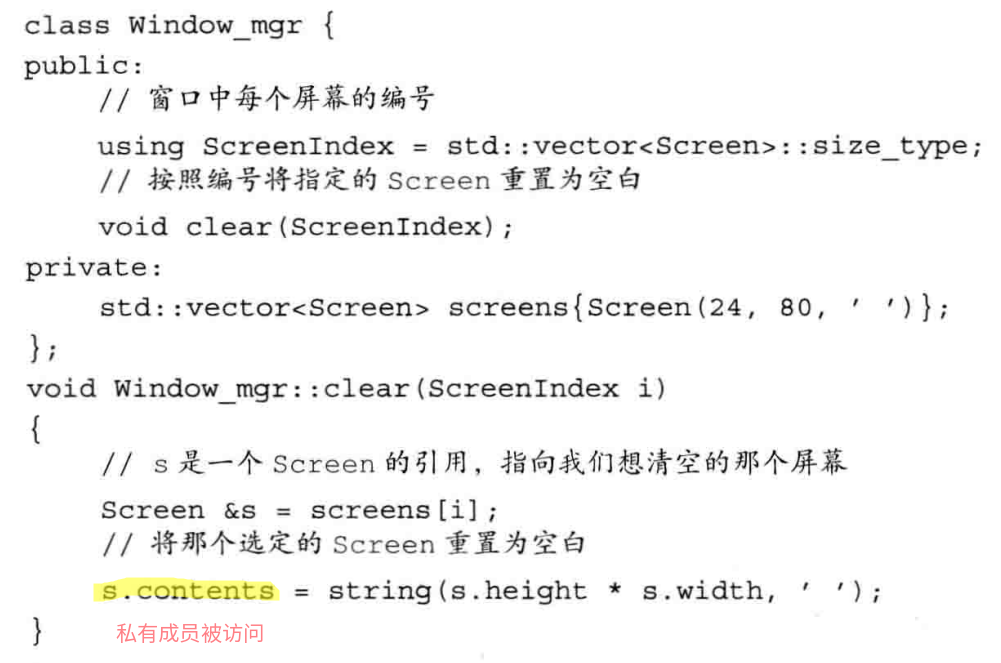 class Window_mgr {
public:
// 窗口中每个屏幕的编号
using ScreenIndex = std::vector<Screen>::size_type;
// 按照编号将指定的 Screen 重置为空白
void clear(ScreenIndex);
private:
std::vector<Screen> screens{Screen(24, 80, ' ')};
};
void Window_mgr::clear(ScreenIndex i)
{
// s 是一个 Screen 的引用，指向我们想清空的那个屏幕
Screen &s = screens[i];
// 将那个选定的 Screen 重置为空白
s.contents = string(s.height * s.width, ' ');
}
私有成员被访问